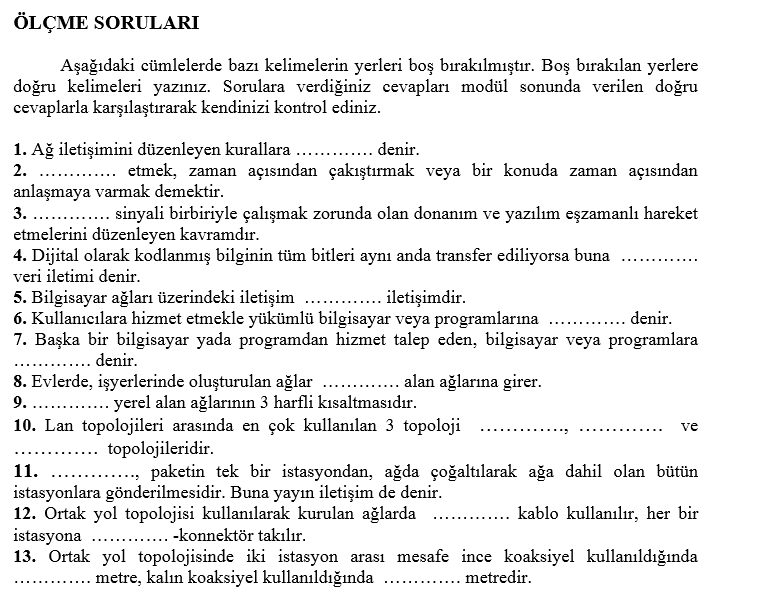 ÖLÇME SORULARI
Aşağıdaki cümlelerde bazı kelimelerin yerleri boş bırakılmıştır. Boş bırakılan yerlere
doğru kelimeleri yazınız. Sorulara verdiğiniz cevapları modül sonunda verilen doğru
cevaplarla karşılaştırarak kendinizi kontrol ediniz.
1. Ağ iletişimini düzenleyen kurallara …………. denir.
2. …………. etmek, zaman açısından çakıştırmak veya bir konuda zaman açısından
anlaşmaya varmak demektir.
3. …………. sinyali birbiriyle çalışmak zorunda olan donanım ve yazılım eşzamanlı hareket
etmelerini düzenleyen kavramdır.
4. Dijital olarak kodlanmış bilginin tüm bitleri aynı anda transfer ediliyorsa buna ………….
veri iletimi denir.
5. Bilgisayar ağları üzerindeki iletişim …………. iletişimdir.
6. Kullanıcılara hizmet etmekle yükümlü bilgisayar veya programlarına …………. denir.
7. Başka bir bilgisayar yada programdan hizmet talep eden, bilgisayar veya programlara
…………. denir.
8. Evlerde, işyerlerinde oluşturulan ağlar …………. alan ağlarına girer.
9. …………. yerel alan ağlarının 3 harfli kısaltmasıdır.
10. Lan topolojileri arasında en çok kullanılan 3 topoloji …………., …………. ve
…………. topolojileridir.
11. …………., paketin tek bir istasyondan, ağda çoğaltılarak ağa dahil olan bütün
istasyonlara gönderilmesidir. Buna yayın iletişim de denir.
12. Ortak yol topolojisi kullanılarak kurulan ağlarda …………. kablo kullanılır, her bir
istasyona …………. -konnektör takılır.
13. Ortak yol topolojisinde iki istasyon arası mesafe ince koaksiyel kullanıldığında
…………. metre, kalın koaksiyel kullanıldığında …………. metredir.